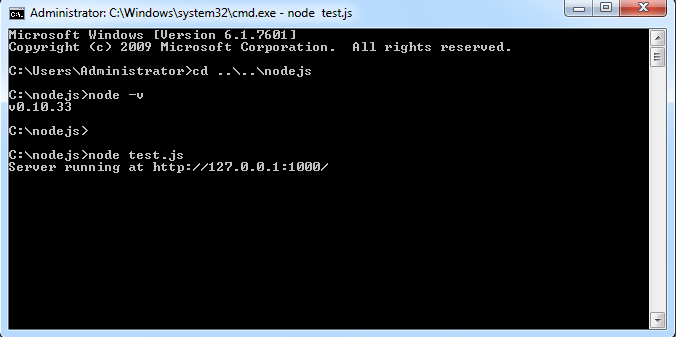 Administrator: C:\Windows\system32\cmd.exe - node  test.js
Microsoft Windows [Version 6.1.7601]
Copyright (c) 2009 Microsoft Corporation.  All rights reserved.
C:\Users\Administrator>cd ..\..\nodejs
C:\nodejs>node -v
v0.10.33
C:\nodejs>
C:\nodejs>node test.js
Server running at http://127.0.0.1:1000/